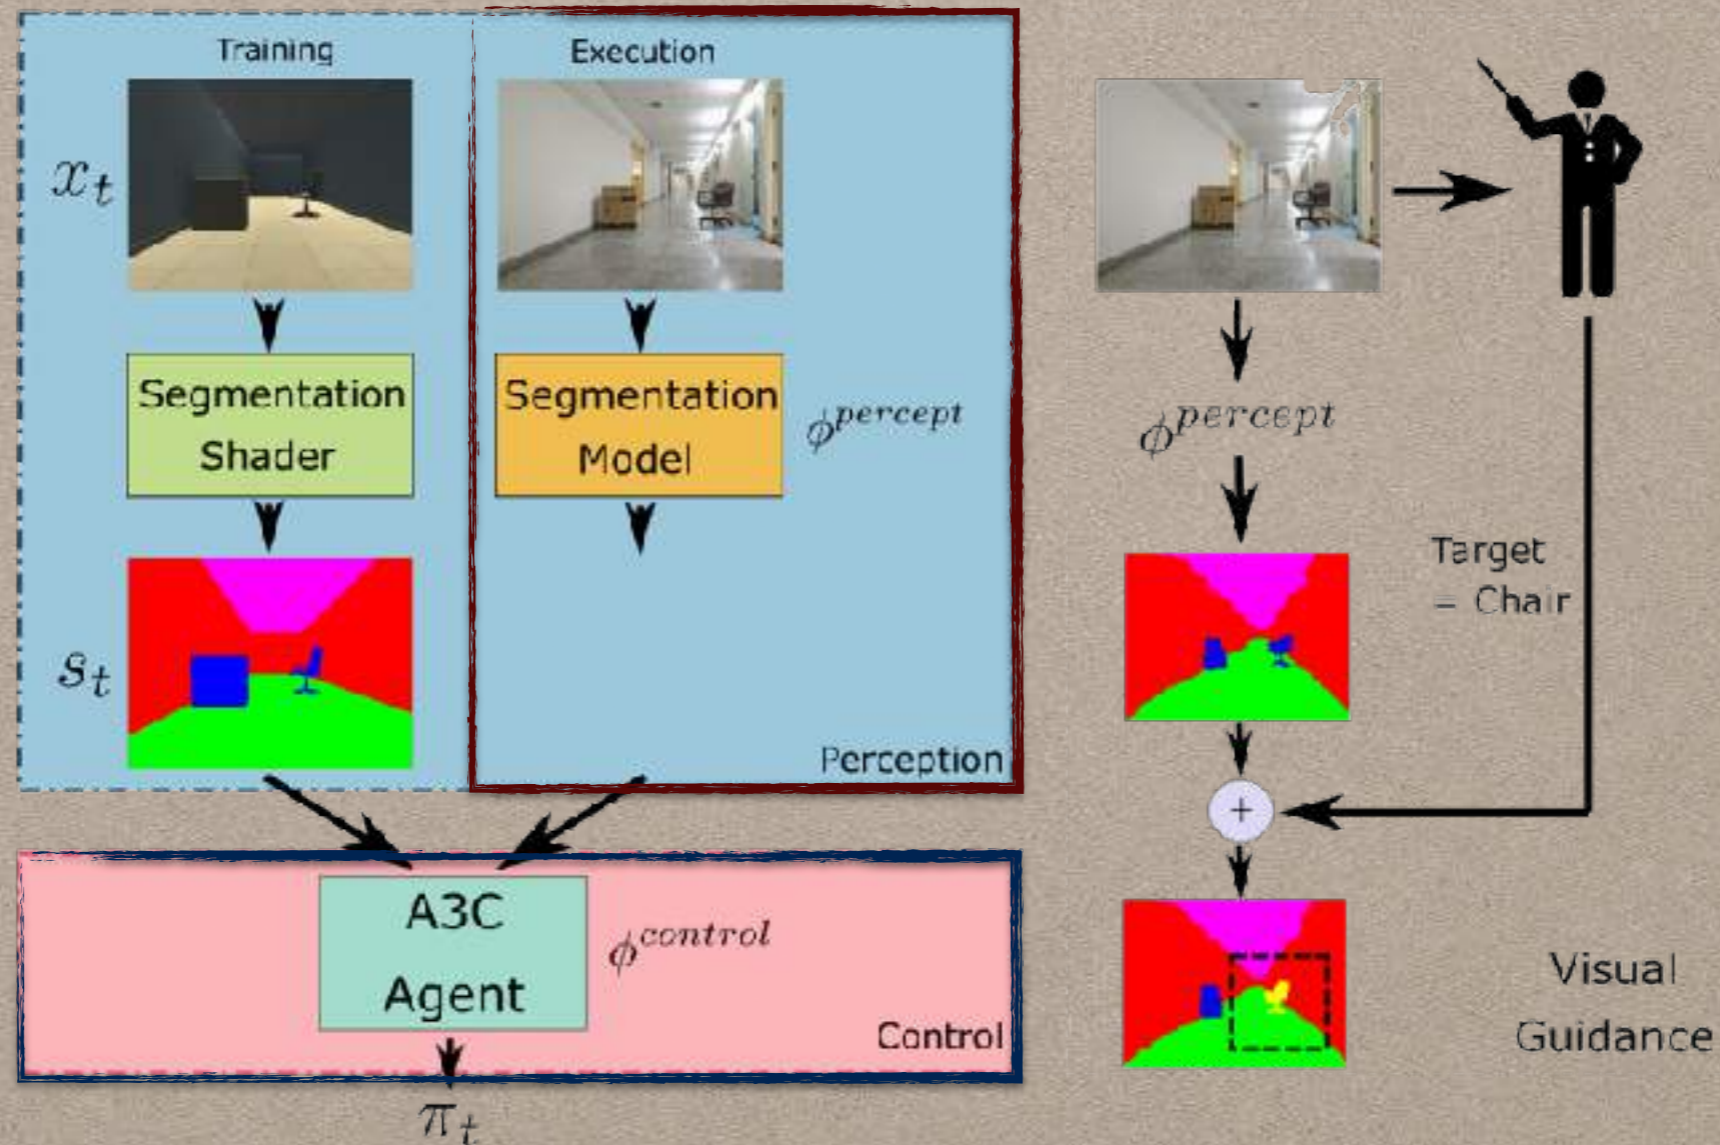 Training
Execution
x_t
Segmentation
Shader
Segmentation
Model
ϕ^{percept}
s_t
Perception
A3C
Agent
ϕ^{control}
Control
π_t
ϕ^{percept}
Target
= Chair
+
Visual
Guidance